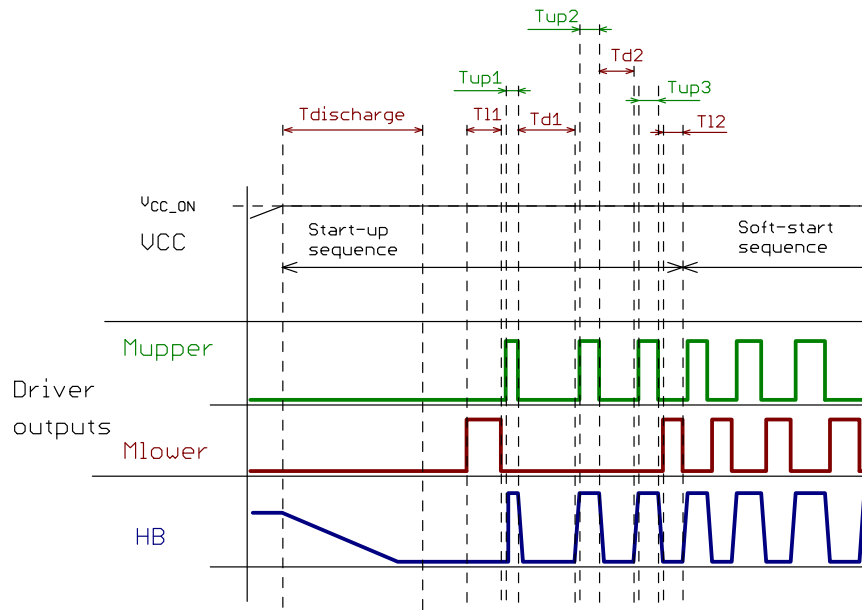 Tup2
Td2
Tup1
Tup3
Tdischarge
Tl1
Td1
Tl2
VCC_ON
VCC
Start-up
sequence
Soft-start
sequence
Mupper
Driver
outputs
Mlower
HB